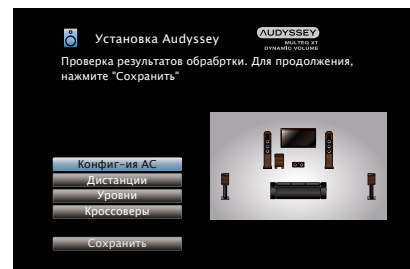 Установка Audyssey
AUDYSSEY
MULTEQ XT
DYNAMIC VOLUME
Проверка результатов обрабртки. Для продолжения,
нажмите "Сохранить"
Конфиг-ия АС
Дистанции
Уровни
Кроссоверы
Сохранить